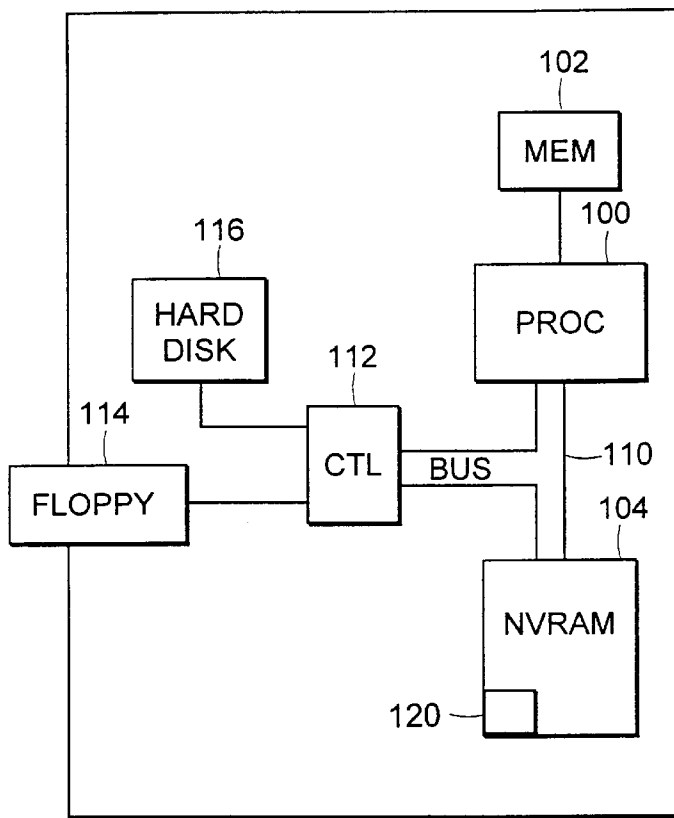 102
MEM
100
116
PROC
HARD
DISK
112
114
CTL
BUS
110
FLOPPY
104
NVRAM
120